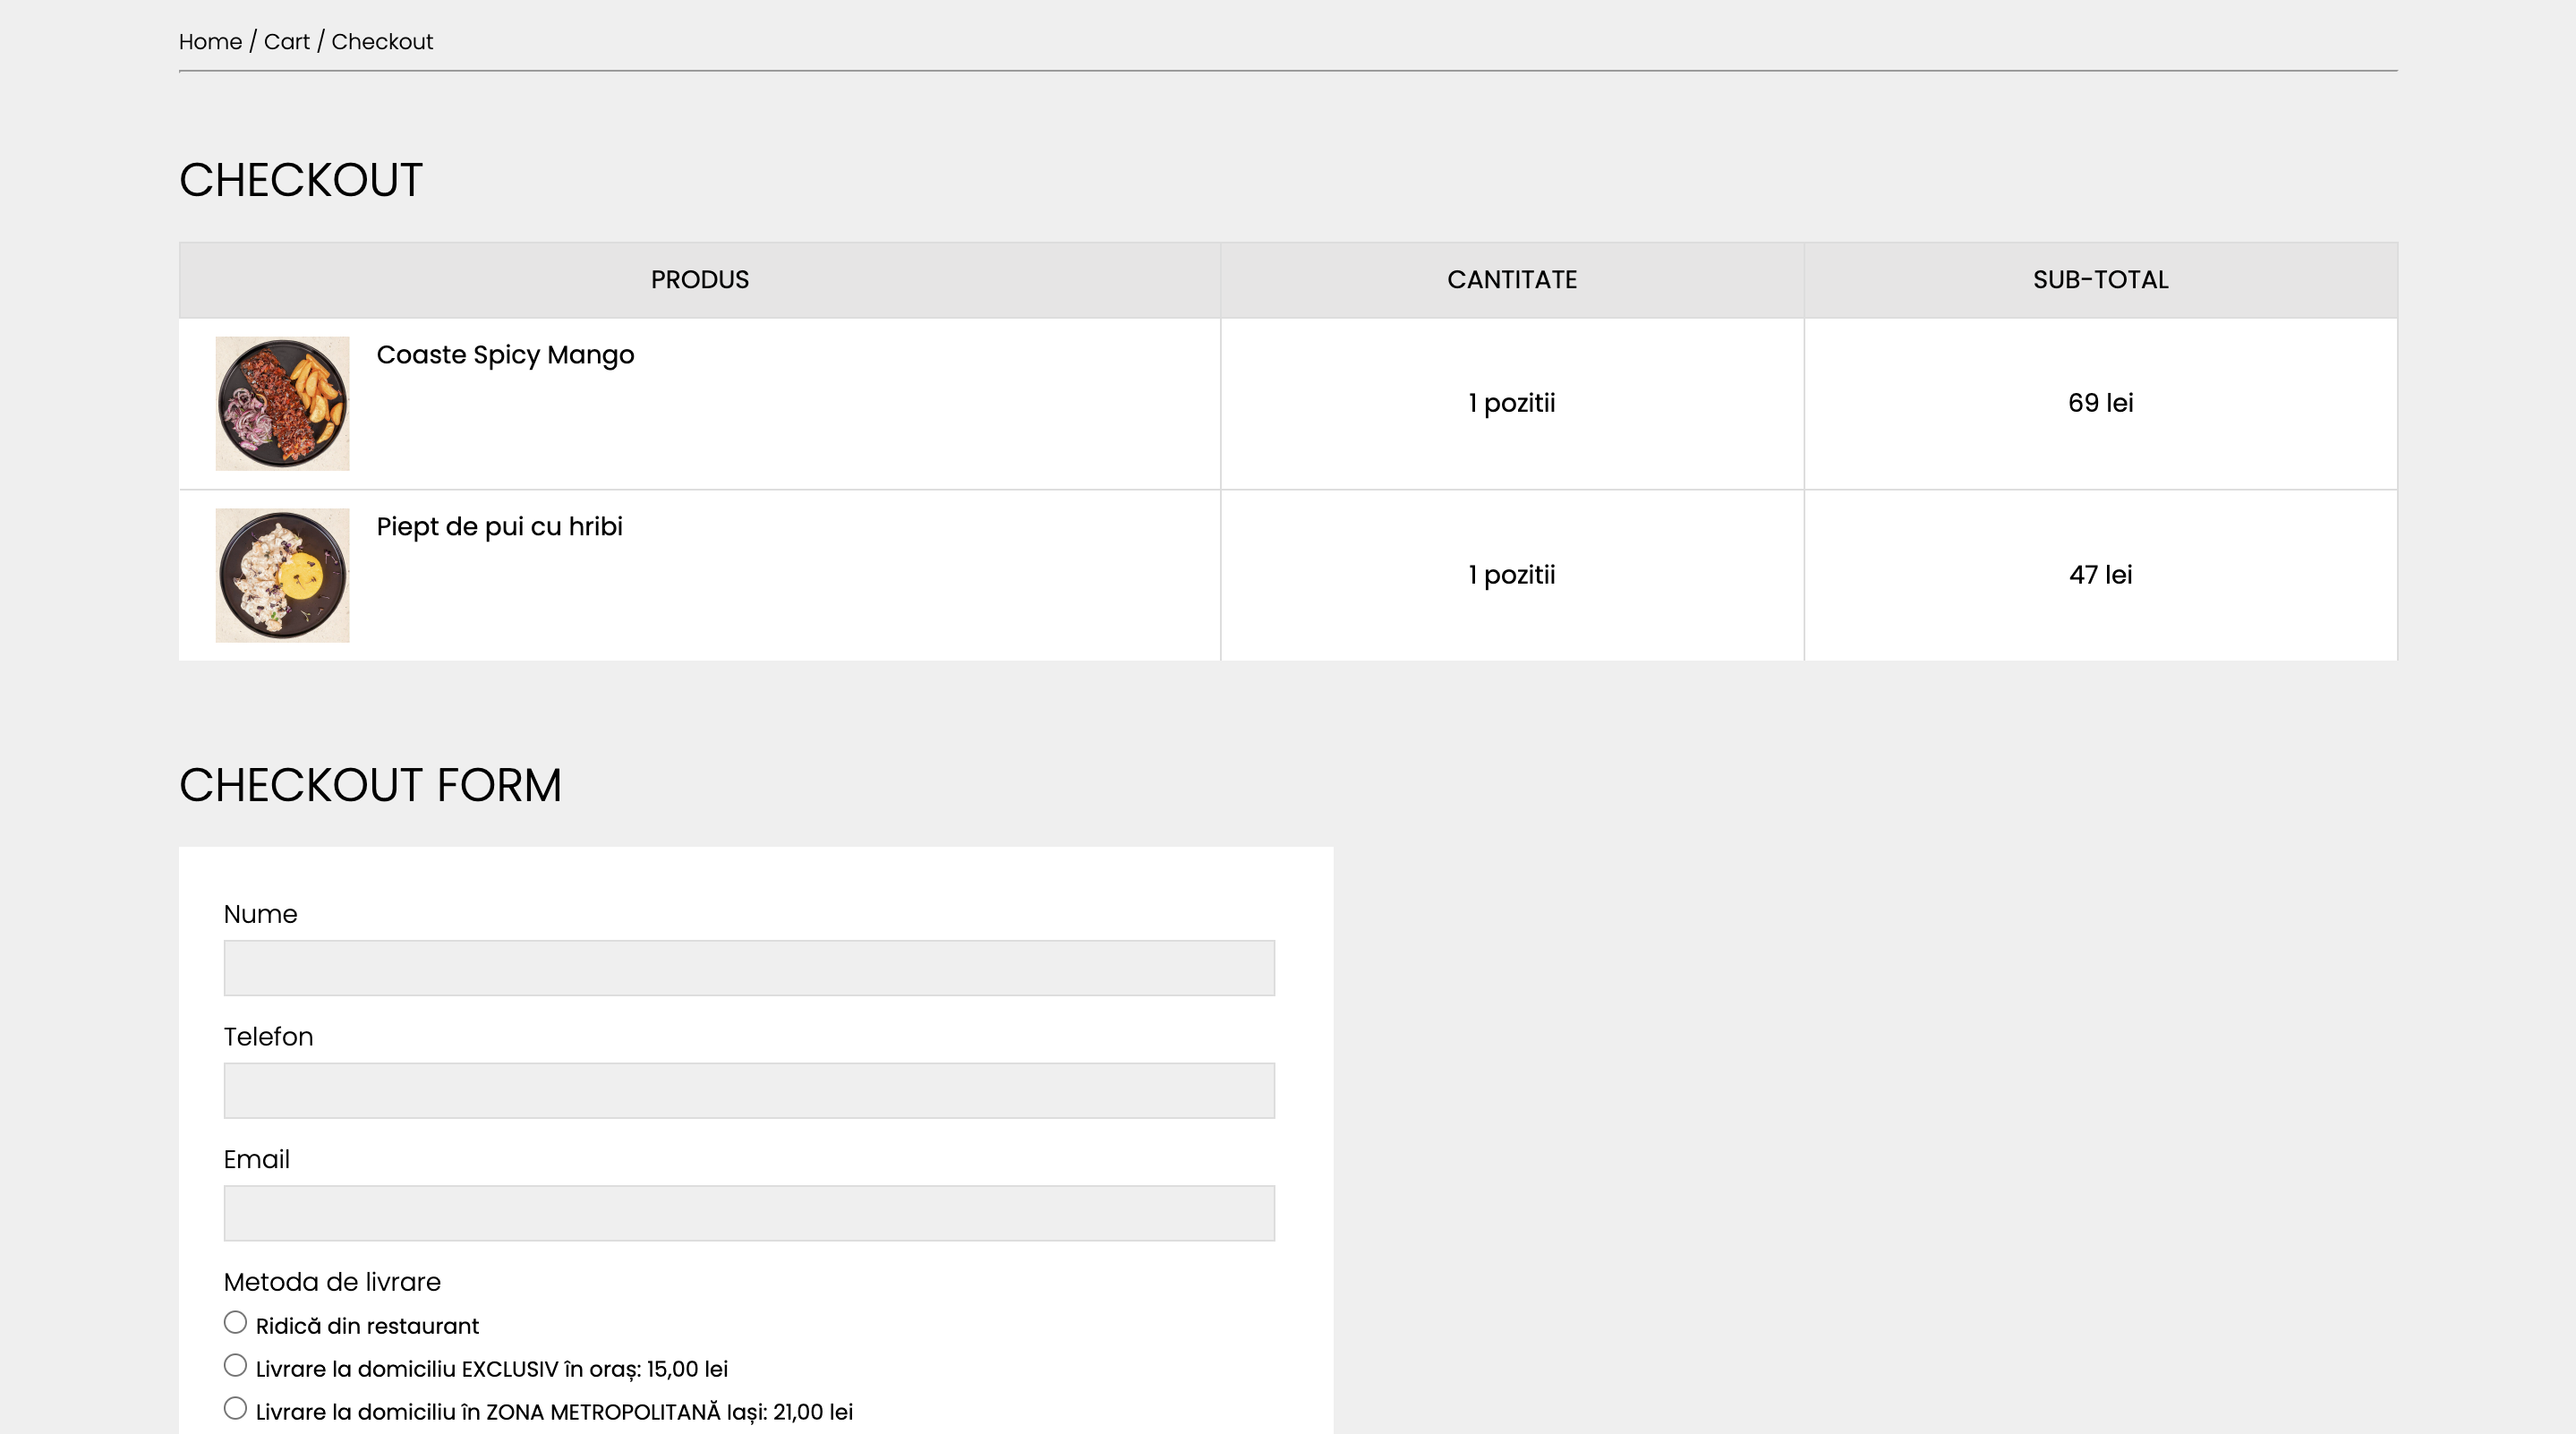 Home / Cart / Checkout
CHECKOUT
PRODUS CANTITATE SUB-TOTAL
Coaste Spicy Mango
1 pozitii 69 lei
Piept de pui cu hribi
1 pozitii 47 lei
CHECKOUT FORM
Nume
Telefon
Email
Metoda de livrare
Ridică din restaurant
Livrare la domiciliu EXCLUSIV în oraș: 15,00 lei
Livrare la domiciliu în ZONA METROPOLITANĂ Iași: 21,00 lei